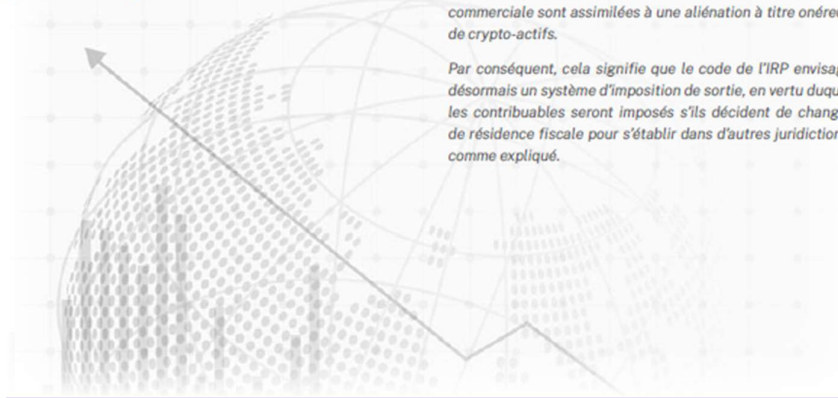 commerciale sont assimilées à une aliénation à titre onére
de crypto-actifs.
Par conséquent, cela signifie que le code de l'IRP envisa
désormais un système d'imposition de sortie, en vertu duqu
les contribuables seront imposés s'ils décident de chang
de résidence fiscale pour s'établir dans d'autres juridiction
comme expliqué.